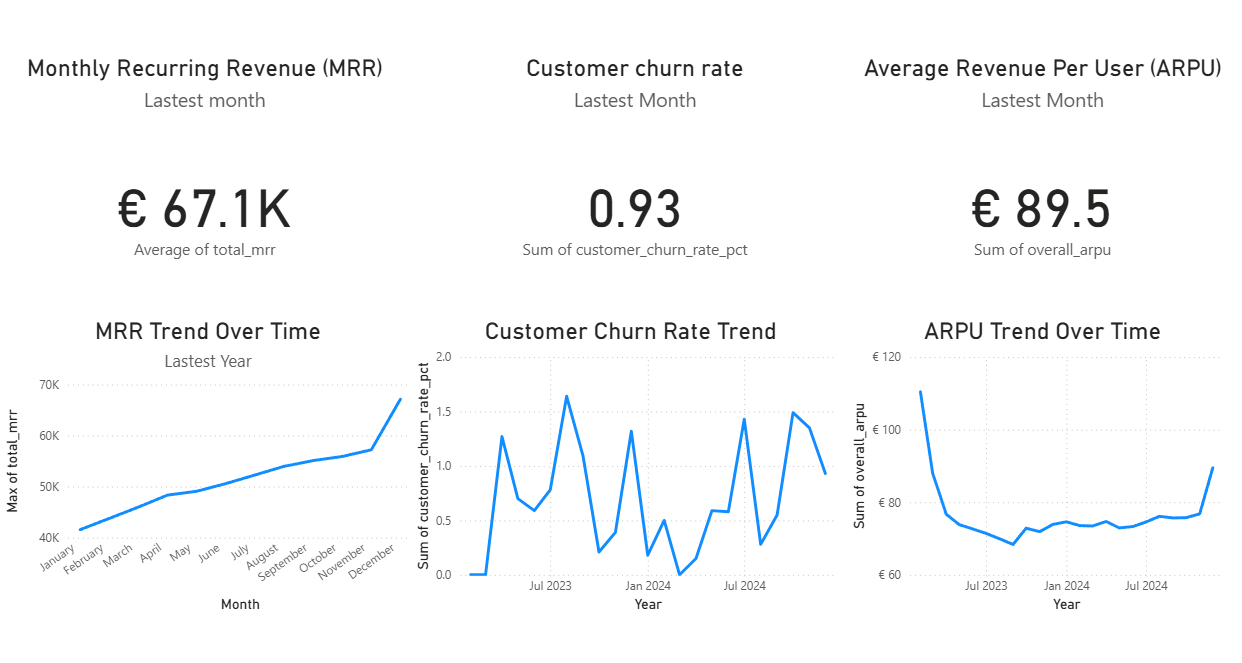 Monthly Recurring Revenue (MRR)
Lastest month
€ 67.1K
Average of total_mrr
Customer churn rate
Lastest Month
0.93
Sum of customer_churn_rate_pct
Average Revenue Per User (ARPU)
Lastest Month
€ 89.5
Sum of overall_arpu
MRR Trend Over Time
Lastest Year
Max of total_mrr
70K
60K
50K
40K
January
February
March
April
May
June
July
August
September
October
November
December
Month
Customer Churn Rate Trend
Sum of customer_churn_rate_pct
2.0
1.5
1.0
0.5
0.0
Jul 2023
Jan 2024
Jul 2024
Year
ARPU Trend Over Time
Sum of overall_arpu
€ 120
€ 100
€ 80
€ 60
Jul 2023
Jan 2024
Jul 2024
Year